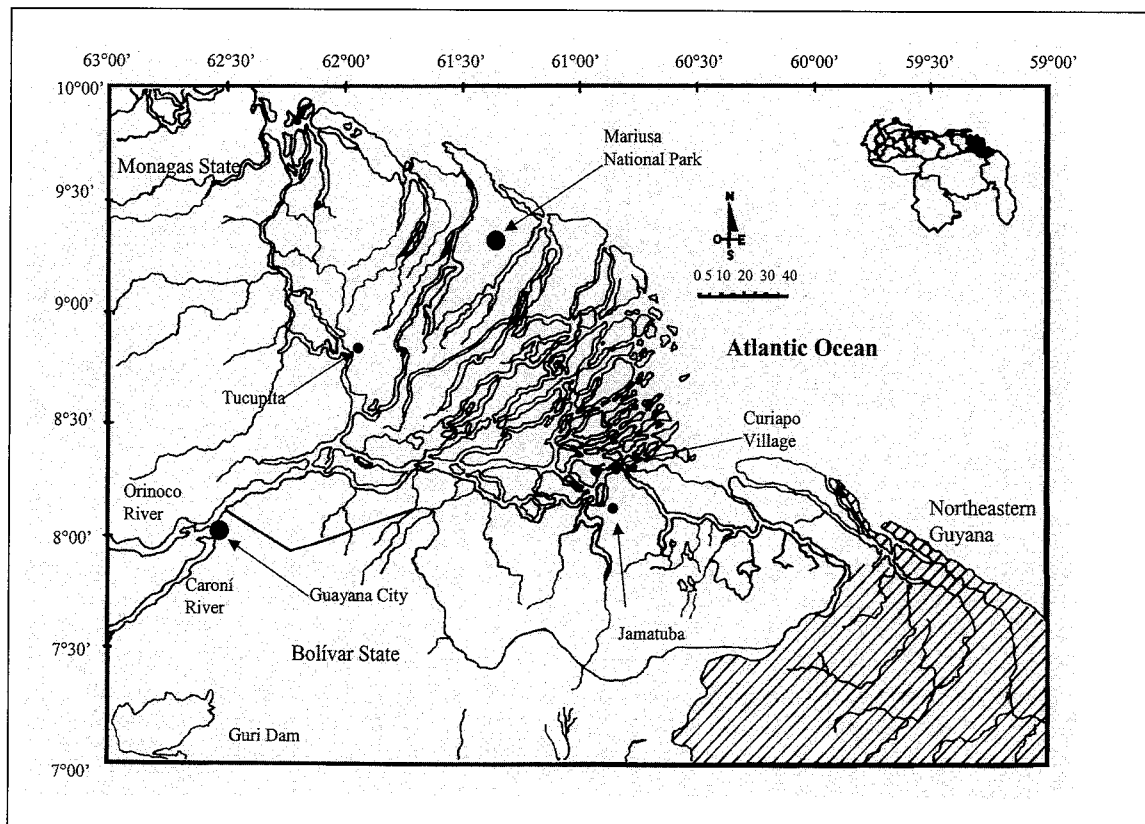 63°00' 62°30' 62°00' 61°30' 61°00' 60°30' 60°00' 59°30' 59°00'
10°00'
Mariusa
National Park
Monagas State
9°30'
N
O E
S
0 5 10 20 30 40
9°00'
Atlantic Ocean
Tucupita
8°30'
Curiapo
Village
Orinoco
River
Northeastern
Guyana
8°00'
Caroní
River
Guayana City
Jamatuba
7°30'
Bolívar State
Guri Dam
7°00'